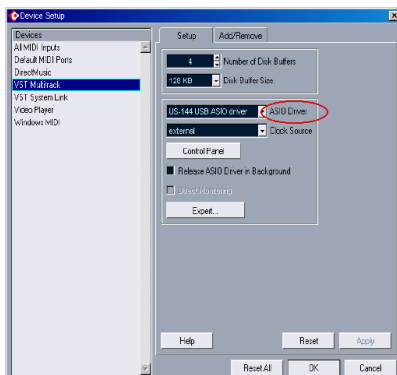 Device Setup
Devices
All MIDI Inputs
Default MIDI Ports
DirectMusic
VST Multitrack
VST System Link
Video Player
Windows MIDI
Setup
Add/Remove
4 Number of Disk Buffers
128 KB Disk Buffer Size
US-144 USB ASIO driver ASIO Driver
external Clock Source
Control Panel
Release ASIO Driver in Background
Direct Monitoring
Expert...
Help Reset Apply
Reset All OK Cancel